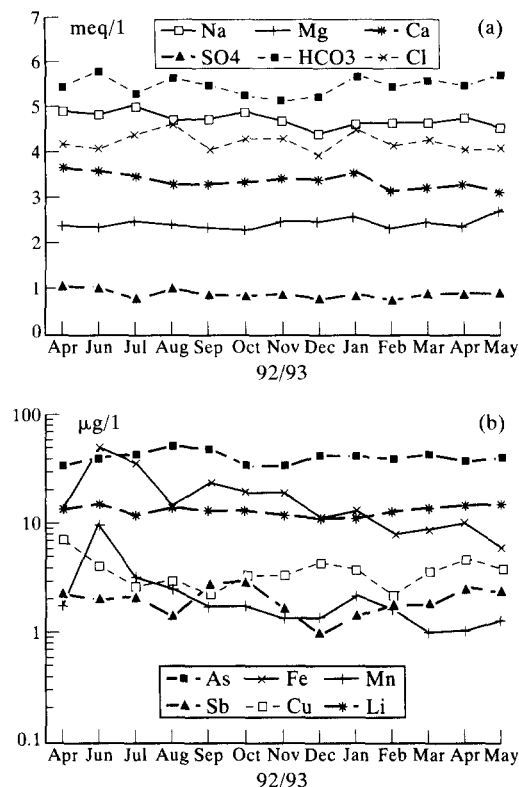 meq/1
(a)
Na Mg Ca
SO4 HCO3 Cl
7
6
5
4
3
2
1
0
Apr Jun Jul Aug Sep Oct Nov Dec Jan Feb Mar Apr May
92/93
µg/1
(b)
100
10
1
0.1
As Fe Mn
Sb Cu Li
Apr Jun Jul Aug Sep Oct Nov Dec Jan Feb Mar Apr May
92/93